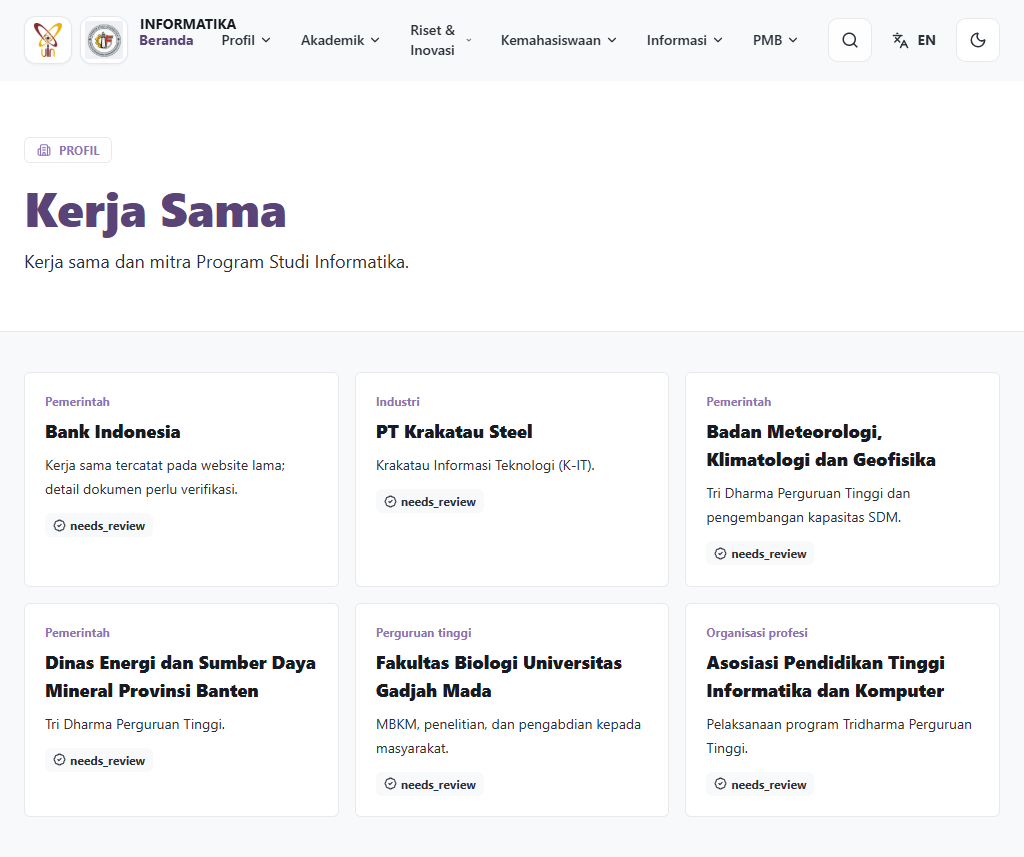 INFORMATIKA
Beranda
Profil
Akademik
Riset &
Inovasi
Kemahasiswaan
Informasi
PMB
EN
PROFIL
Kerja Sama
Kerja sama dan mitra Program Studi Informatika.
Pemerintah
Bank Indonesia
Kerja sama tercatat pada website lama;
detail dokumen perlu verifikasi.
needs_review
Industri
PT Krakatau Steel
Krakatau Informasi Teknologi (K-IT).
needs_review
Pemerintah
Badan Meteorologi,
Klimatologi dan Geofisika
Tri Dharma Perguruan Tinggi dan
pengembangan kapasitas SDM.
needs_review
Pemerintah
Dinas Energi dan Sumber Daya
Mineral Provinsi Banten
Tri Dharma Perguruan Tinggi.
needs_review
Perguruan tinggi
Fakultas Biologi Universitas
Gadjah Mada
MBKM, penelitian, dan pengabdian kepada
masyarakat.
needs_review
Organisasi profesi
Asosiasi Pendidikan Tinggi
Informatika dan Komputer
Pelaksanaan program Tridharma Perguruan
Tinggi.
needs_review